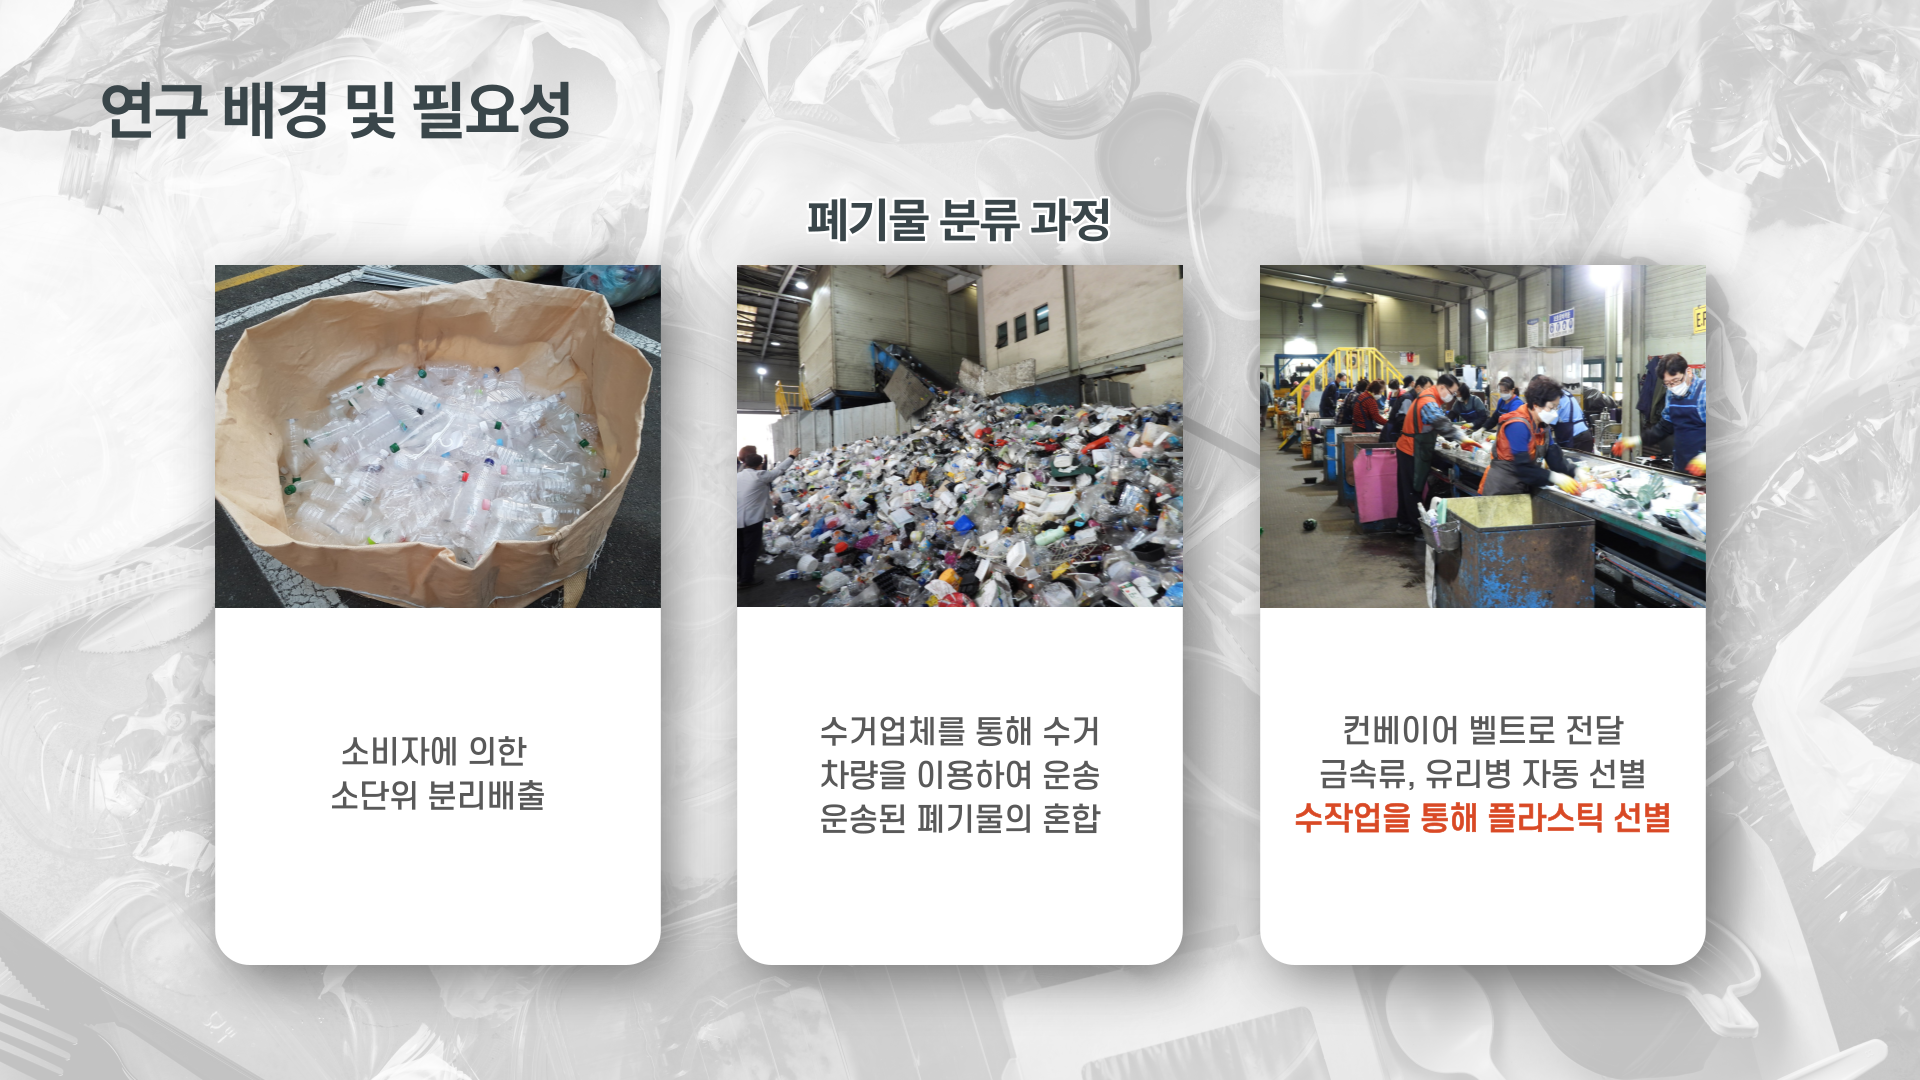 연구 배경 및 필요성
폐기물 분류 과정
소비자에 의한
소단위 분리배출
수거업체를 통해 수거
차량을 이용하여 운송
운송된 폐기물의 혼합
컨베이어 벨트로 전달
금속류, 유리병 자동 선별
수작업을 통해 플라스틱 선별